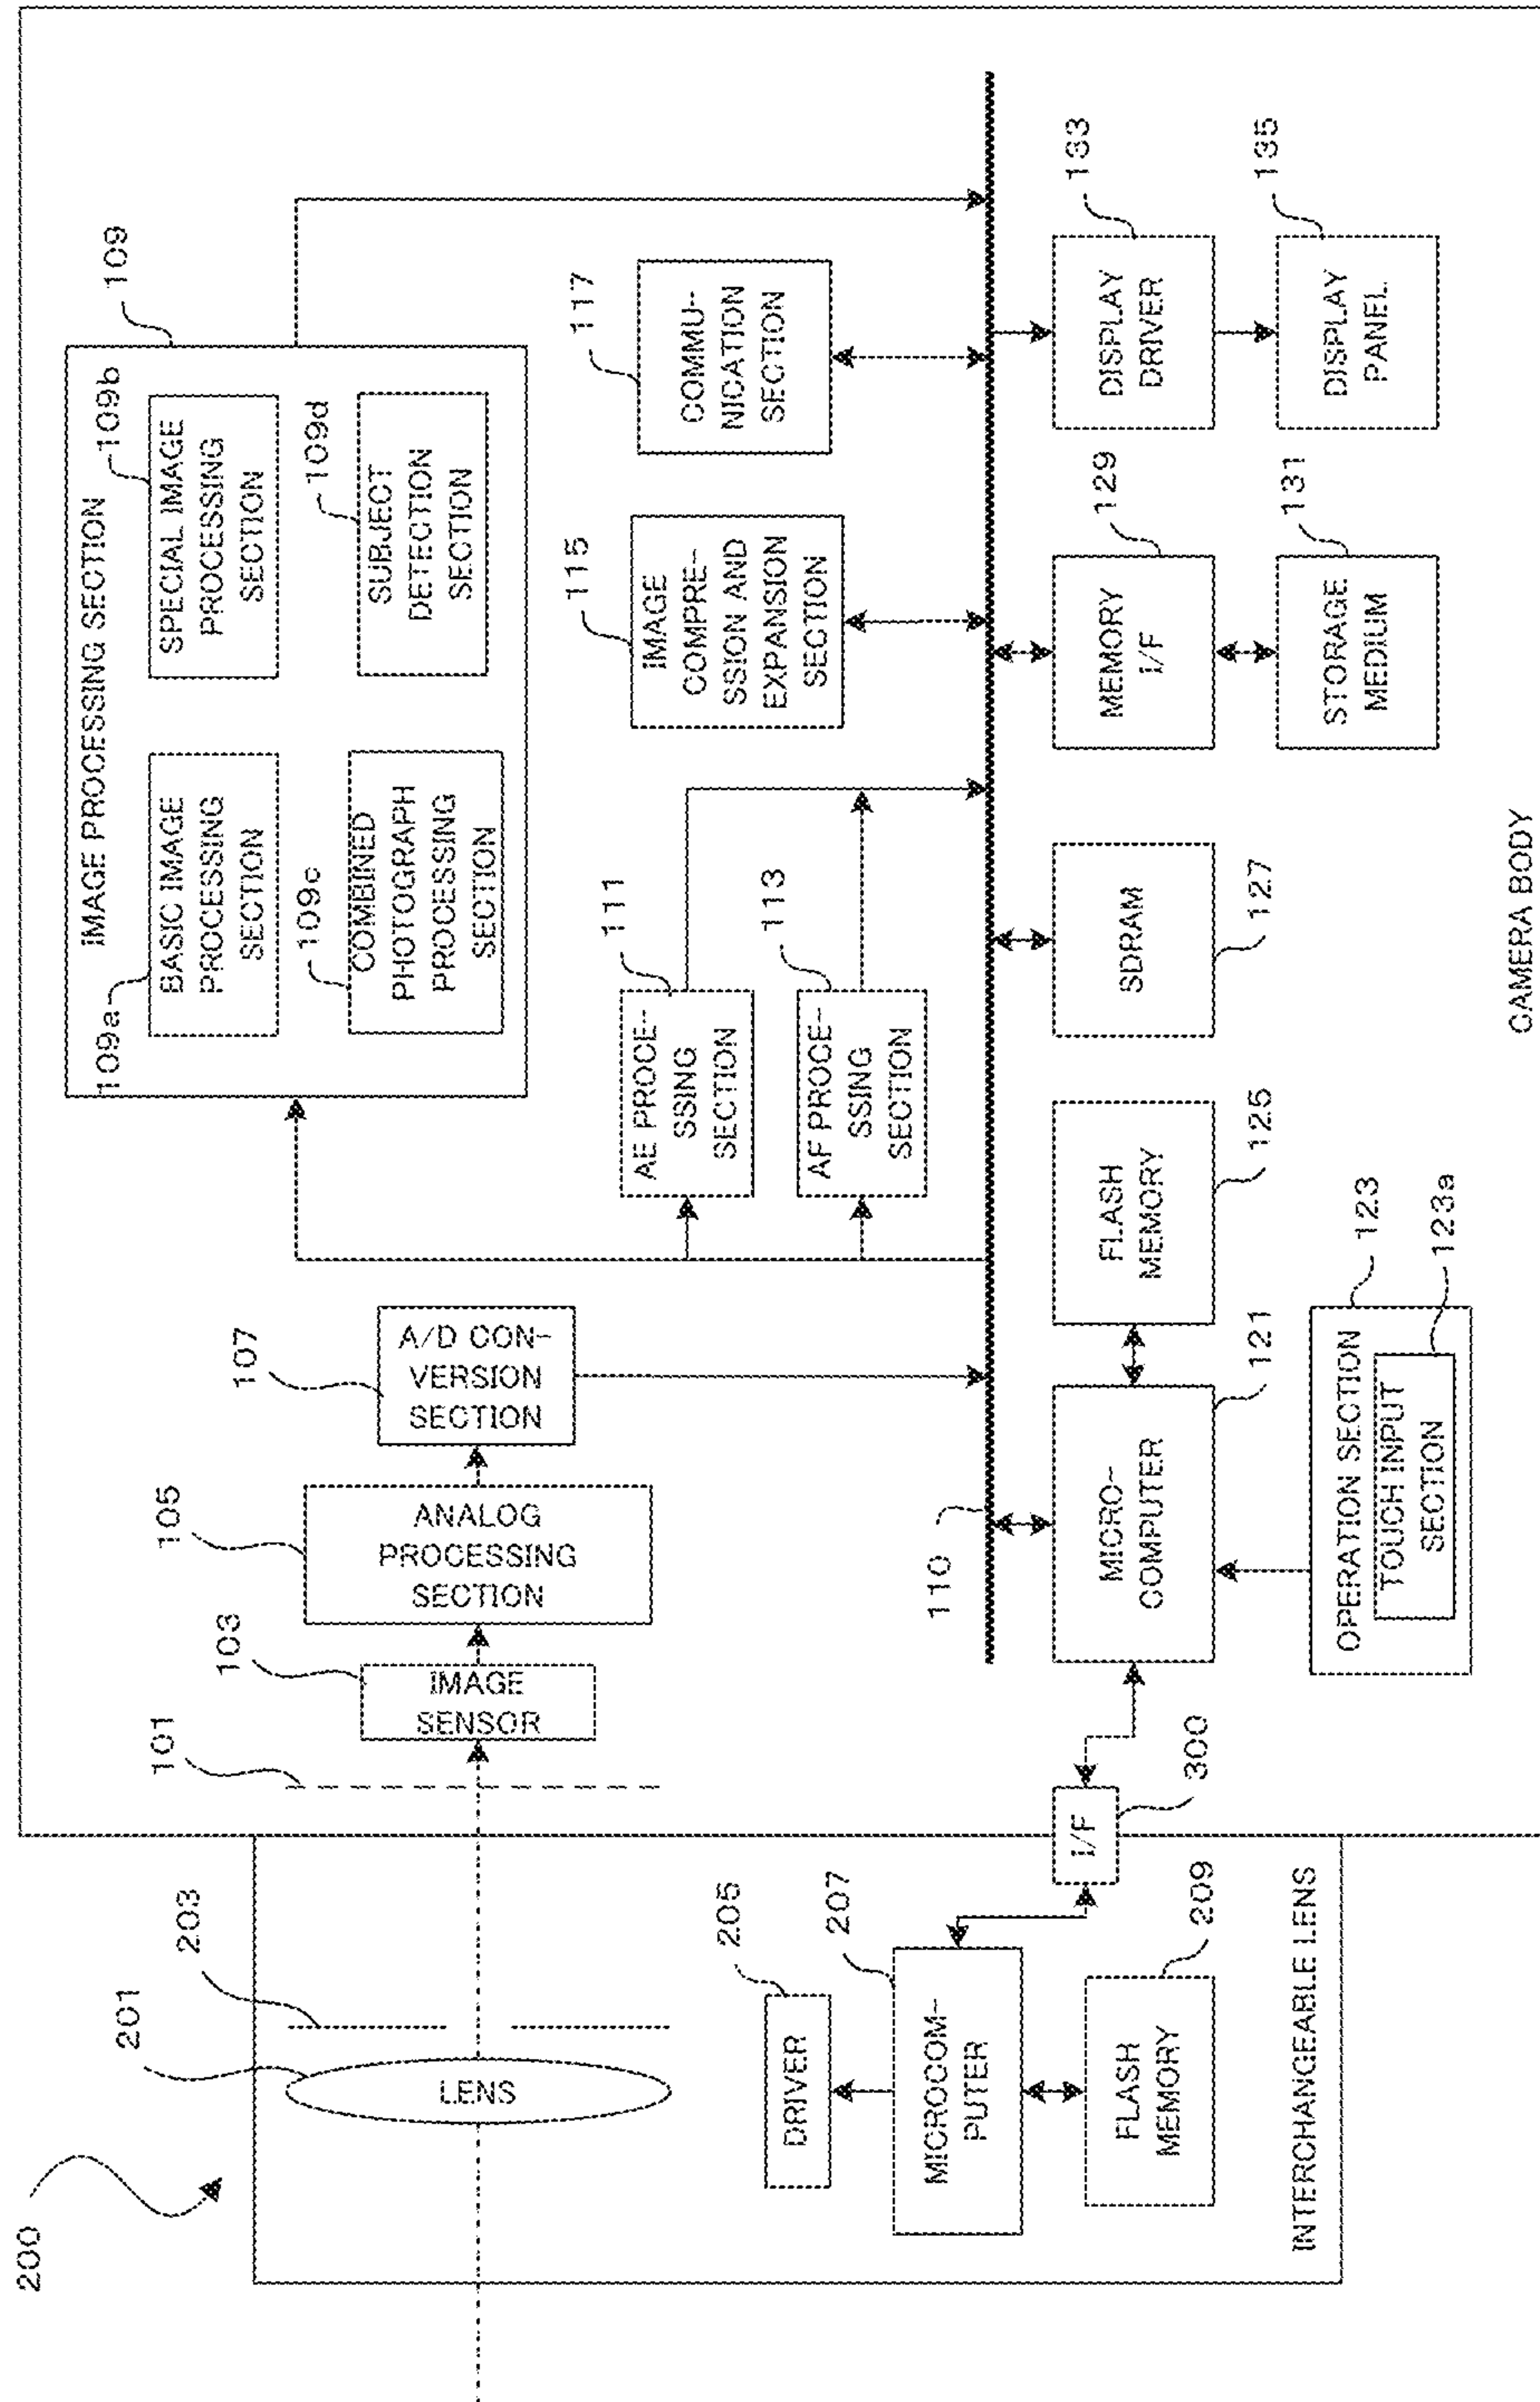 200
201
203
LENS
205
DRIVER
207
MICROCOM-
PUTER
209
FLASH
MEMORY
INTERCHANGEABLE LENS
300
I/F
101
103
IMAGE
SENSOR
105
ANALOG
PROCESSING
SECTION
107
A/D CON-
VERSION
SECTION
109
IMAGE PROCESSING SECTION
109a
BASIC IMAGE
PROCESSING
SECTION
109b
SPECIAL IMAGE
PROCESSING
SECTION
109c
COMBINED
PHOTOGRAPH
PROCESSING
SECTION
109d
SUBJECT
DETECTION
SECTION
111
AE PROCE-
SSING
SECTION
113
AF PROCE-
SSING
SECTION
115
IMAGE
COMPRE-
SSION AND
EXPANSION
SECTION
117
COMMU-
NICATION
SECTION
110
MICRO-
COMPUTER
121
FLASH
MEMORY
125
SDRAM
127
MEMORY
I/F
129
STORAGE
MEDIUM
131
DISPLAY
DRIVER
133
DISPLAY
PANEL
135
OPERATION SECTION
123
TOUCH INPUT
SECTION
123a
CAMERA BODY